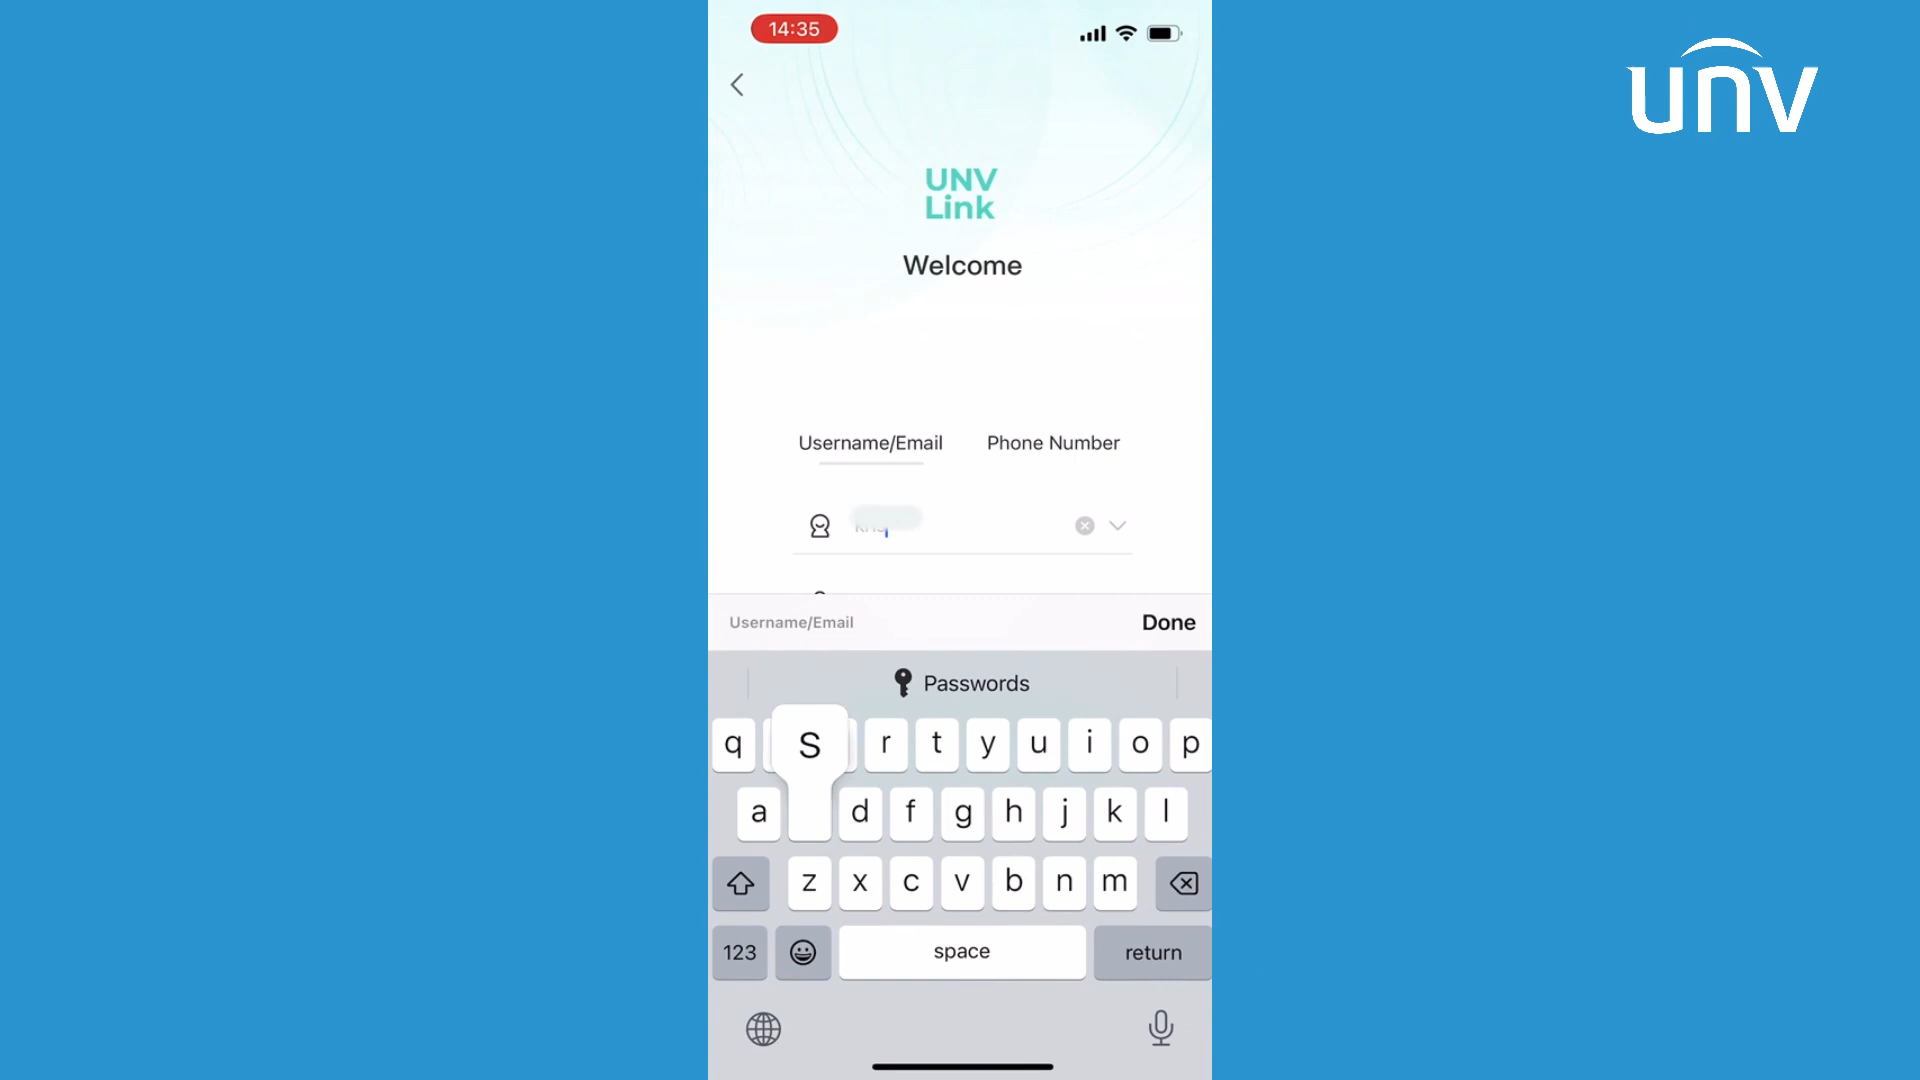 14:35
unv
UNV
Link
Welcome
Username/Email Phone Number
Username/Email Done
Passwords
q S r t y u i o p
a d f g h j k l
z x c v b n m
123 space return